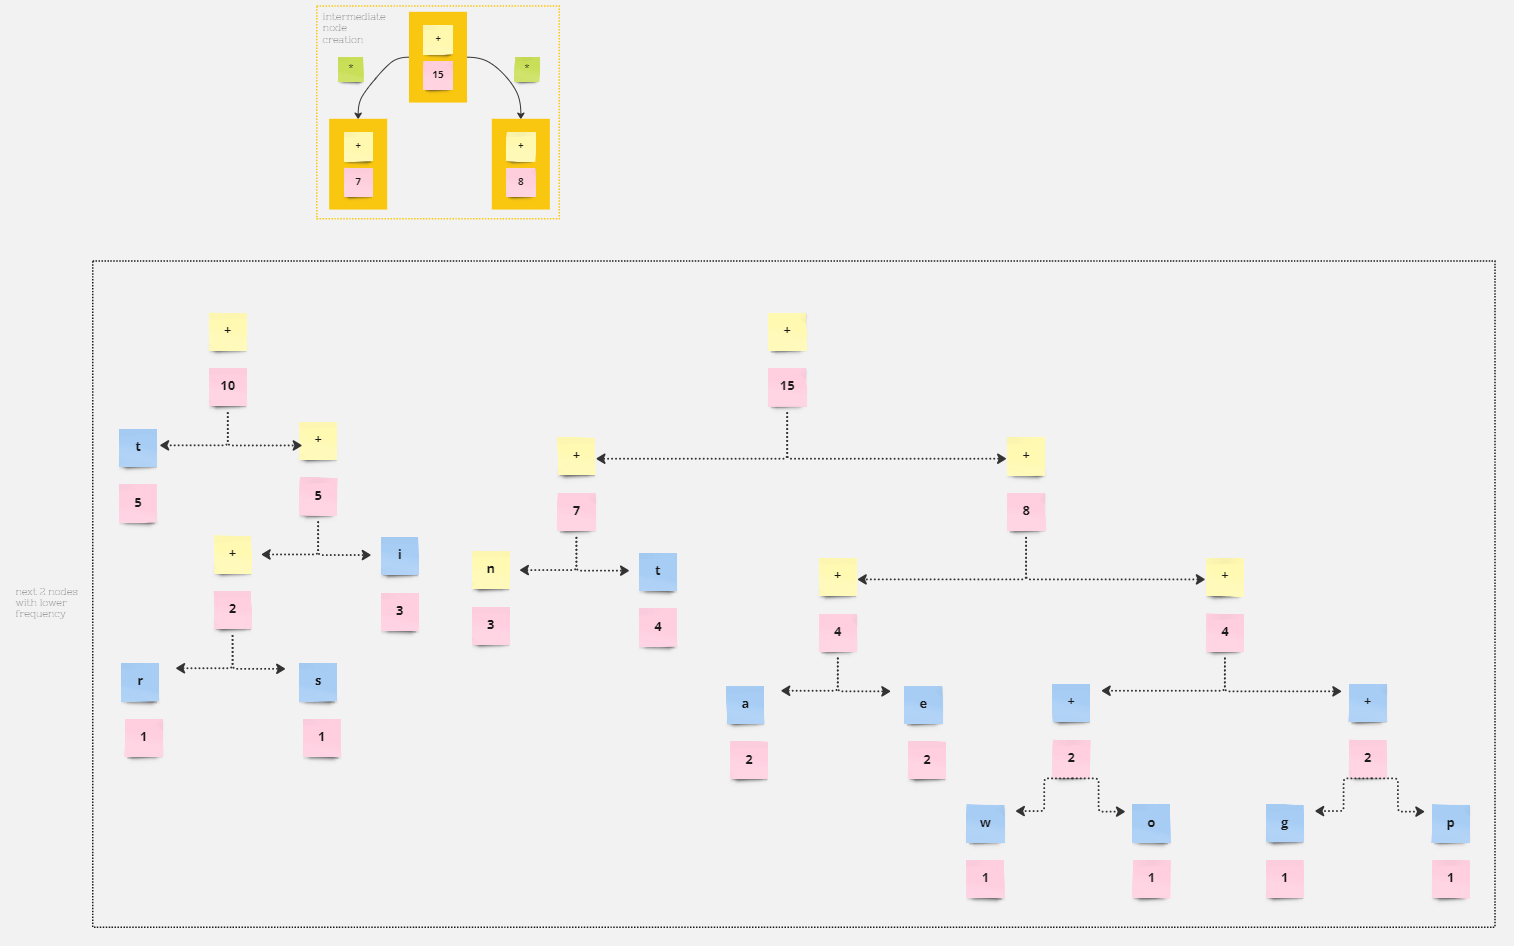 intermediate
node
creation
+
*
*
15
+
+
7
8
+
+
10
15
t
+
+
+
5
5
7
8
+
i
n
t
+
+
next 2 nodes
with lower
frequency
2
3
3
4
4
4
r
s
a
e
+
+
1
1
2
2
2
2
w
o
g
p
1
1
1
1